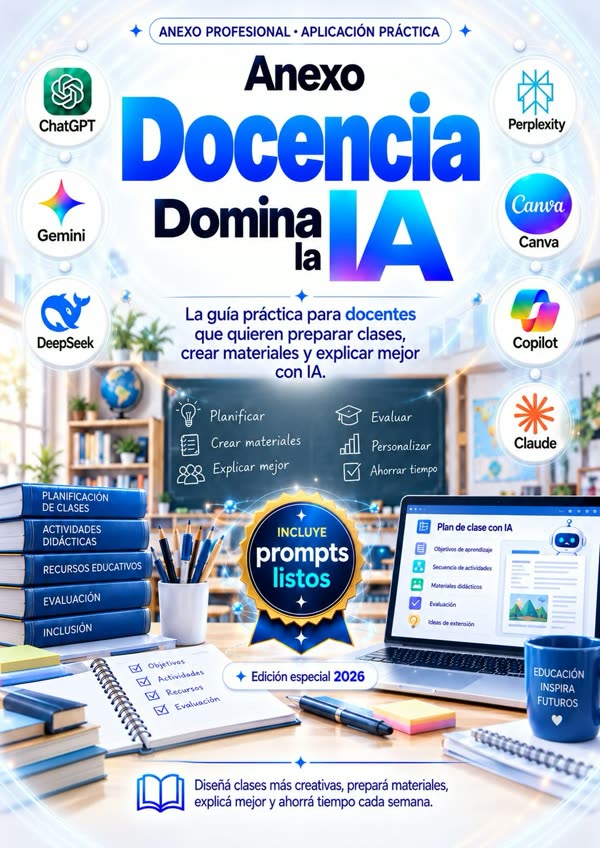 ANEXO PROFESIONAL • APLICACIÓN PRÁCTICA
Anexo
Docencia
Domina
la
IA
ChatGPT
Gemini
DeepSeek
Perplexity
Canva
Canva
Copilot
Claude
La guía práctica para docentes
que quieren preparar clases,
crear materiales y explicar mejor
con IA.
Planificar
Crear materiales
Explicar mejor
Evaluar
Personalizar
Ahorrar tiempo
PLANIFICACIÓN
DE CLASES
ACTIVIDADES
DIDÁCTICAS
RECURSOS EDUCATIVOS
EVALUACIÓN
INCLUSIÓN
INCLUYE
prompts
listos
Plan de clase con IA
Objetivos de aprendizaje
Secuencia de actividades
Materiales didácticos
Evaluación
Ideas de extensión
EDUCACIÓN
INSPIRA
FUTUROS
Objetivos
Actividades
Recursos
Evaluación
Edición especial 2026
Diseñá clases más creativas, prepará materiales,
explicá mejor y ahorrá tiempo cada semana.